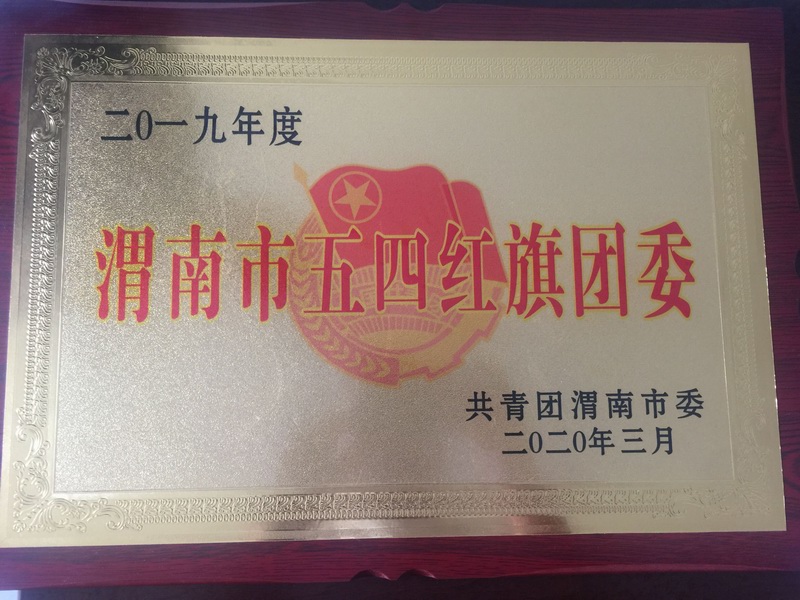 二0一九年度
渭南市五四红旗团委
共青团渭南市委
二0二0年三月